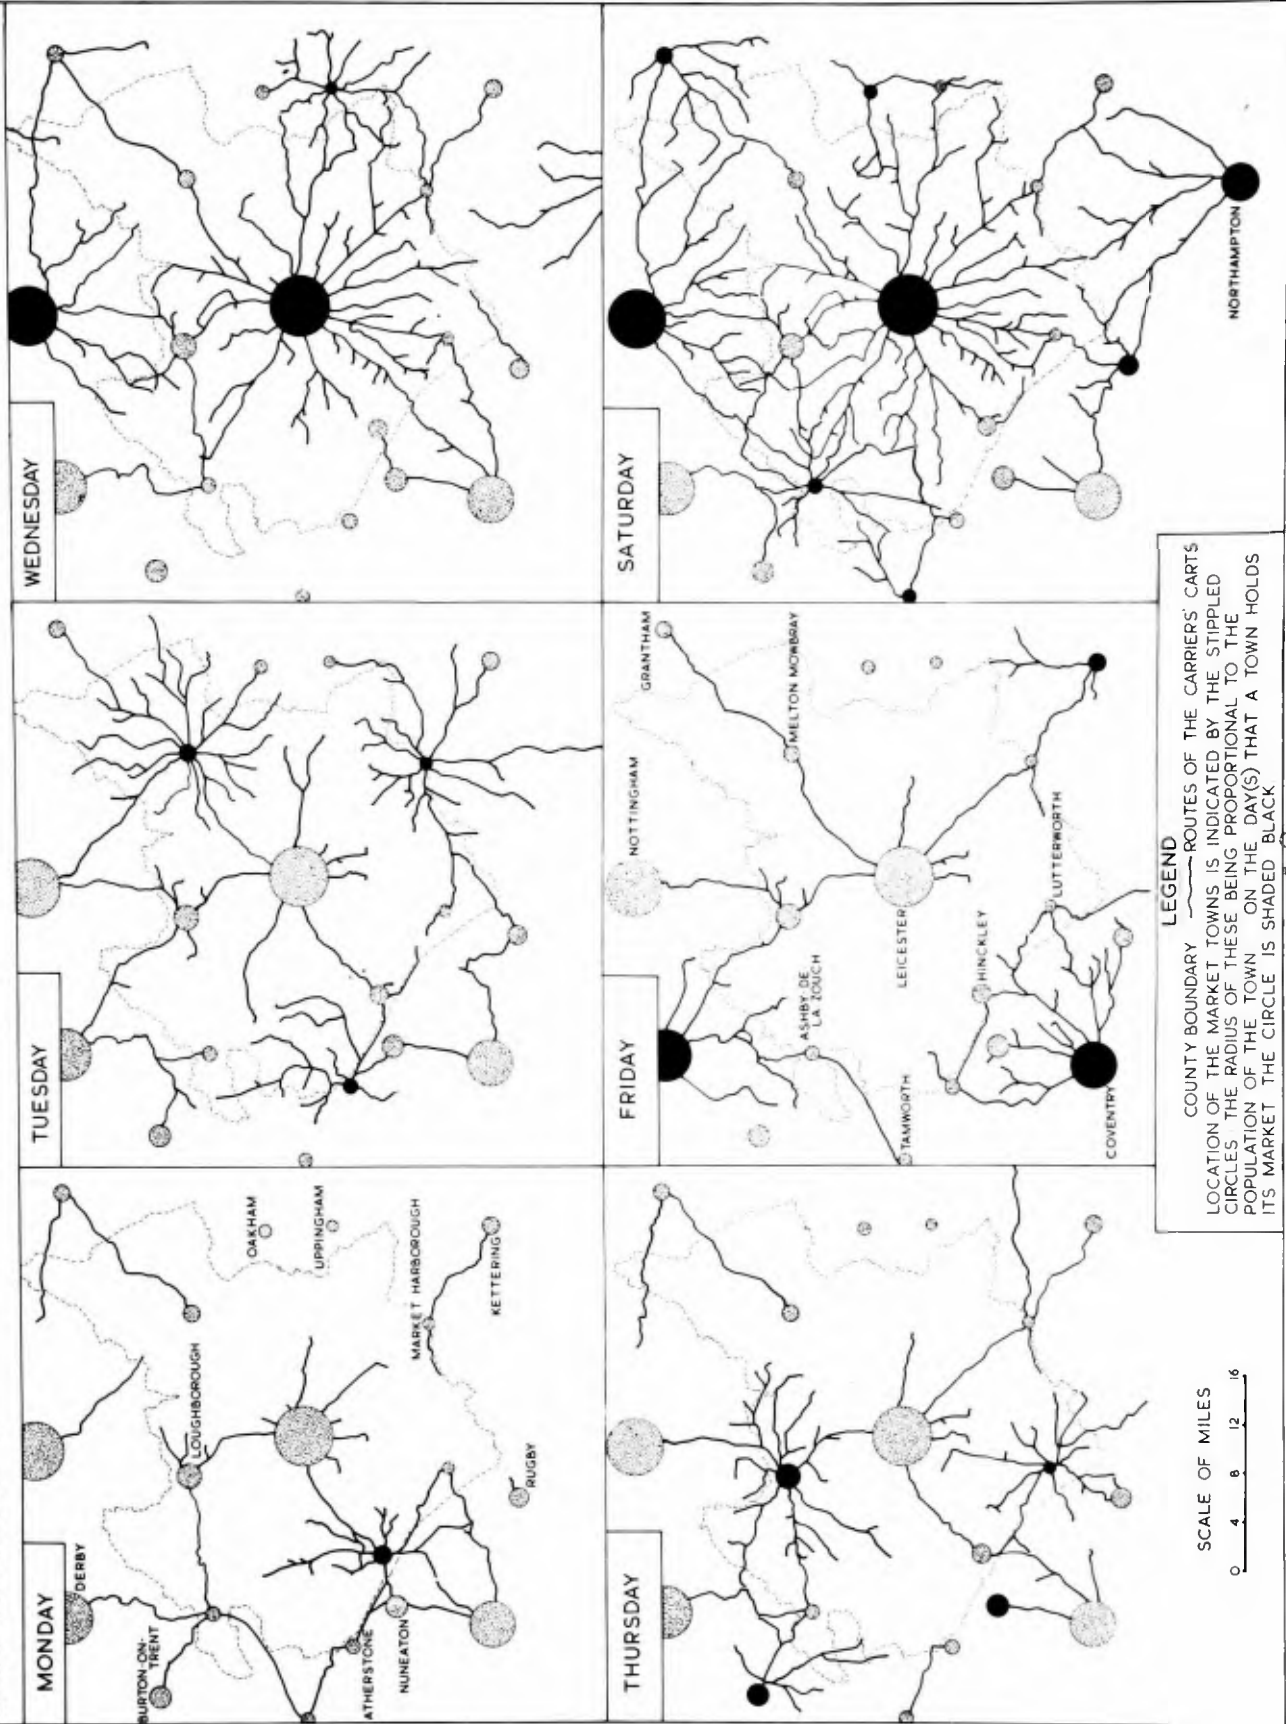 MONDAY
DERBY
BURTON-ON-
TRENT
LOUGHBOROUGH
OAKHAM
UPPINGHAM
MARKET HARBOROUGH
KETTERING
ATHERSTONE
NUNEATON
RUGBY
TUESDAY
WEDNESDAY
THURSDAY
FRIDAY
GRANTHAM
NOTTINGHAM
MELTON MOWBRAY
ASHBY DE
LA ZOUCH
LEICESTER
HINCKLEY
LUTTERWORTH
TAMWORTH
COVENTRY
SATURDAY
NORTHAMPTON
SCALE OF MILES
0 4 8 12 16
LEGEND
COUNTY BOUNDARY ROUTES OF THE CARRIERS' CARTS
LOCATION OF THE MARKET TOWNS IS INDICATED BY THE STIPPLED
CIRCLES THE RADIUS OF THESE BEING PROPORTIONAL TO THE
POPULATION OF THE TOWN ON THE DAY(S) THAT A TOWN HOLDS
ITS MARKET THE CIRCLE IS SHADED BLACK